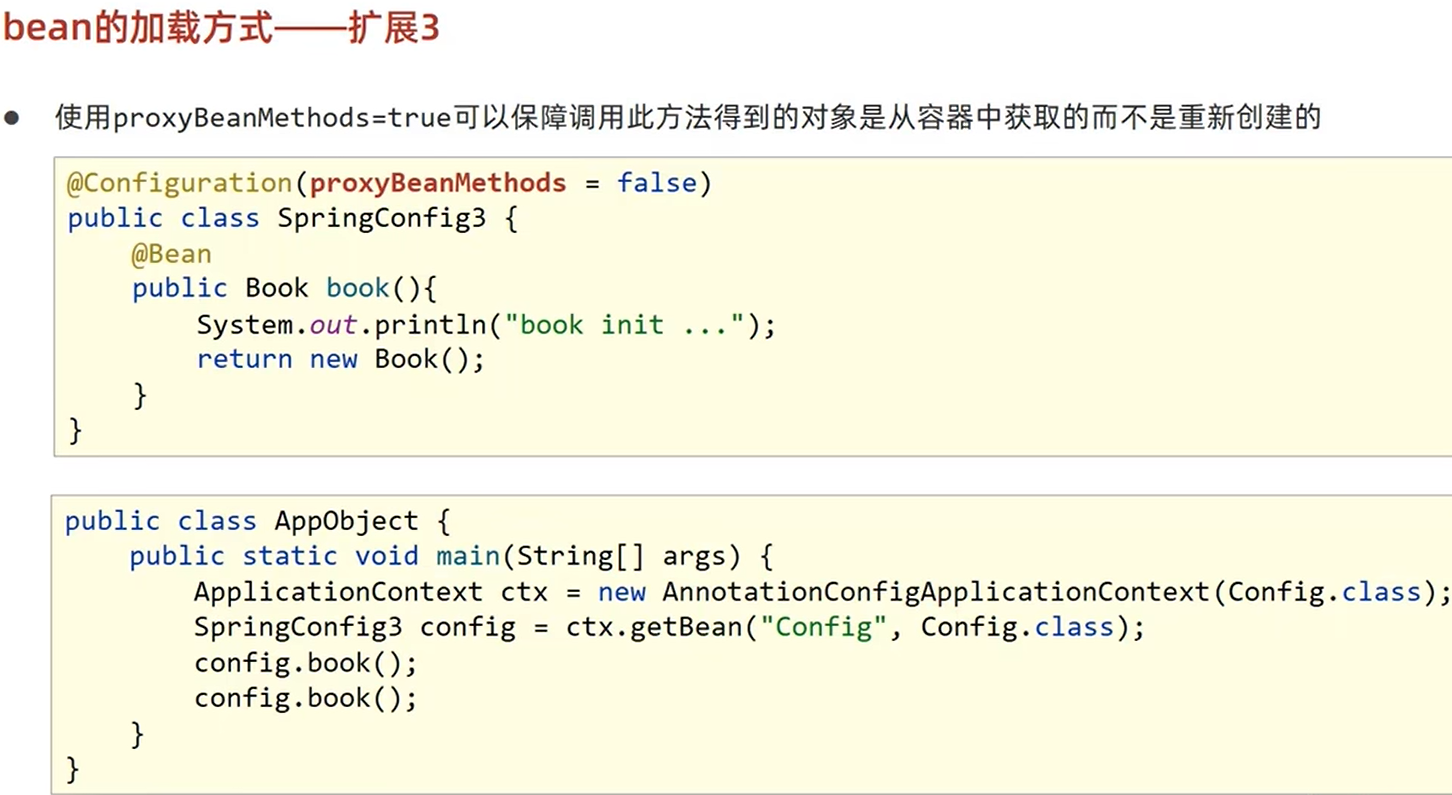 bean的加载方式——扩展3
● 使用proxyBeanMethods=true可以保障调用此方法得到的对象是从容器中获取的而不是重新创建的
@Configuration(proxyBeanMethods = false)
public class SpringConfig3 {
    @Bean
    public Book book(){
        System.out.println("book init ...");
        return new Book();
    }
}
public class AppObject {
    public static void main(String[] args) {
        ApplicationContext ctx = new AnnotationConfigApplicationContext(Config.class);
        SpringConfig3 config = ctx.getBean("Config", Config.class);
        config.book();
        config.book();
    }
}